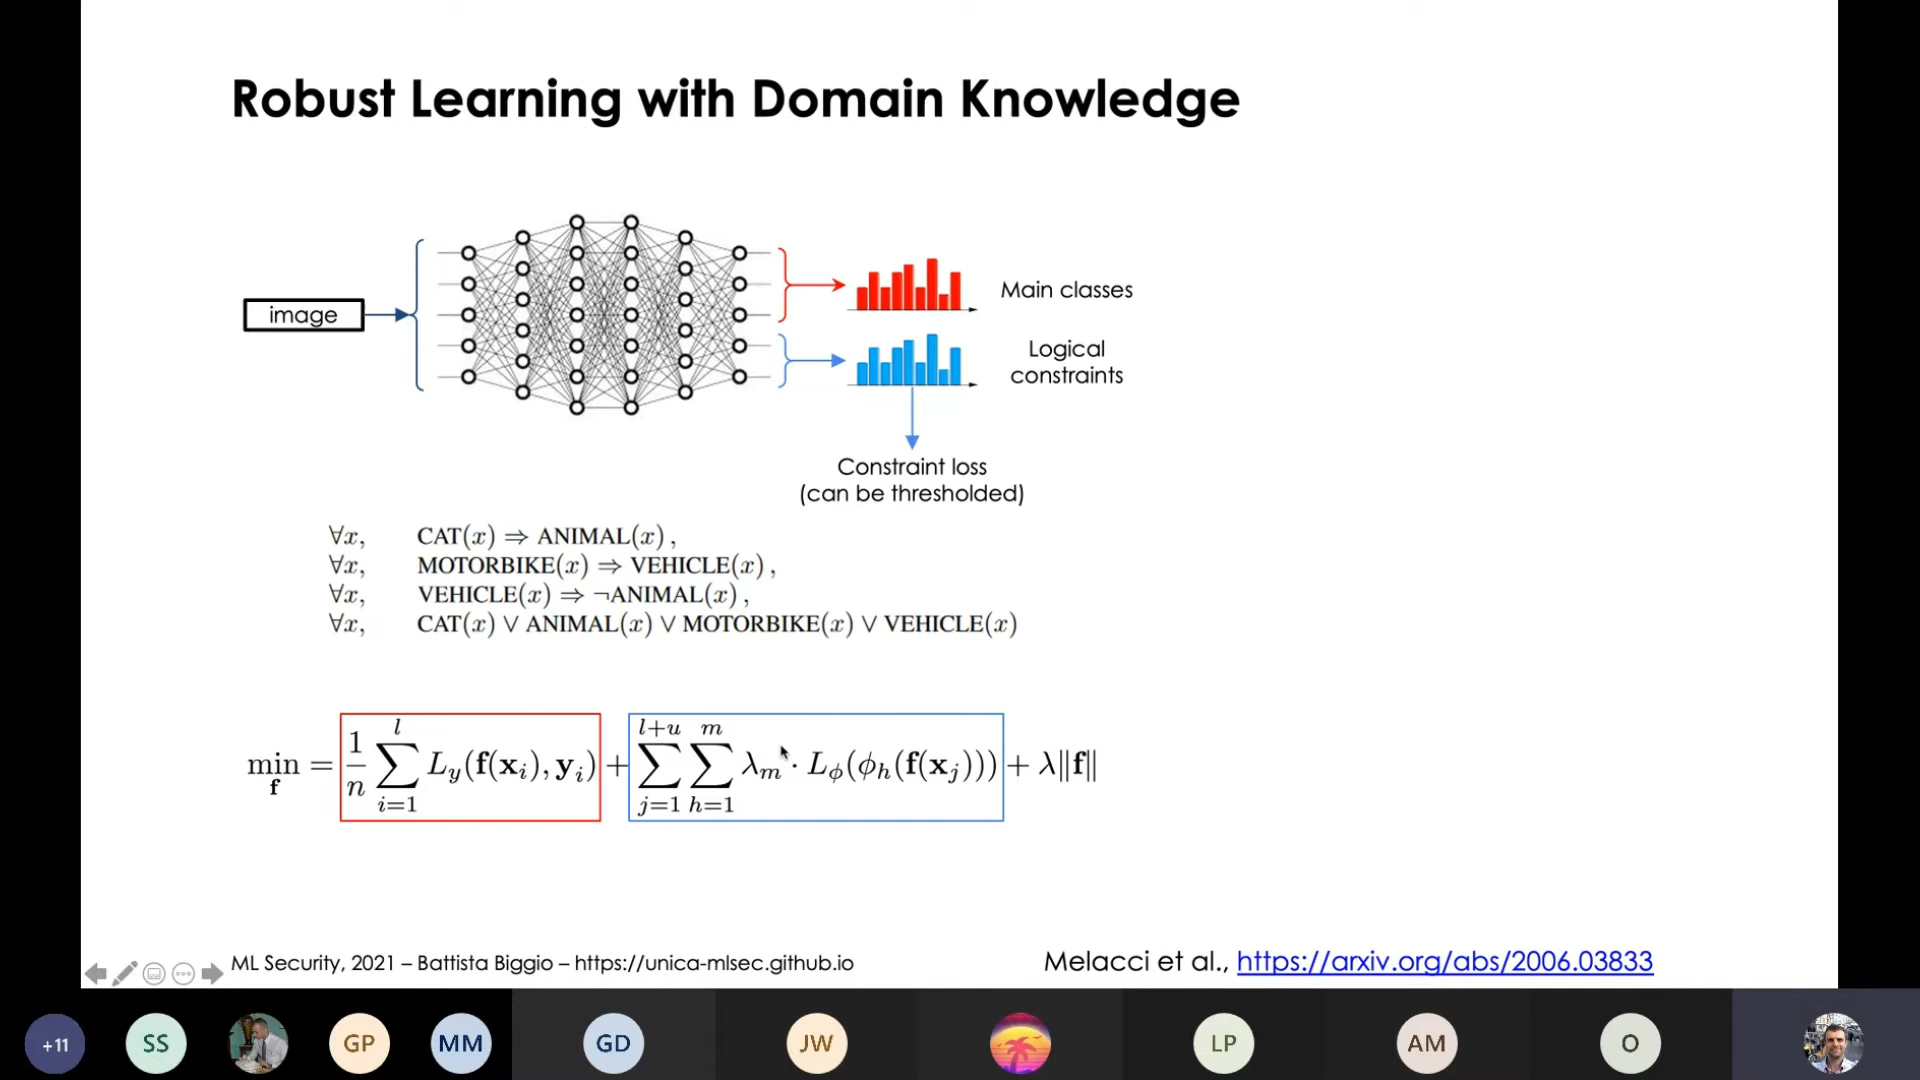 Robust Learning with Domain Knowledge
image
Main classes
Logical
constraints
Constraint loss
(can be thresholded)
∀x, CAT(x) ⇒ ANIMAL(x),
∀x, MOTORBIKE(x) ⇒ VEHICLE(x),
∀x, VEHICLE(x) ⇒ ¬ANIMAL(x),
∀x, CAT(x) ∨ ANIMAL(x) ∨ MOTORBIKE(x) ∨ VEHICLE(x)
min_f = 1/n ∑_{i=1}^{l} L_y(f(x_i), y_i) + ∑_{j=1}^{l+u} ∑_{h=1}^{m} λ_m · L_ϕ(ϕ_h(f(x_j))) + λ‖f‖
ML Security, 2021 – Battista Biggio – https://unica-mlsec.github.io
Melacci et al., https://arxiv.org/abs/2006.03833
+11 SS GP MM GD JW LP AM O